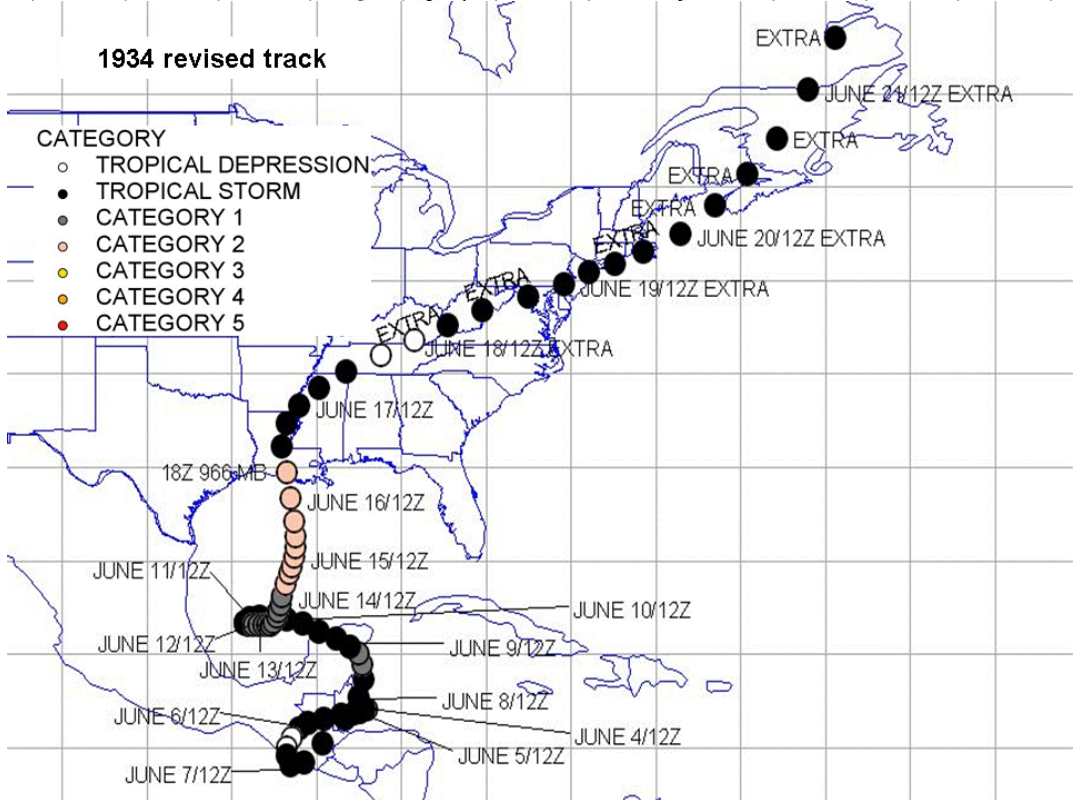 EXTRA
1934 revised track
JUNE 21/12Z EXTRA
CATEGORY
TROPICAL DEPRESSION
TROPICAL STORM
CATEGORY 1
CATEGORY 2
CATEGORY 3
CATEGORY 4
CATEGORY 5
EXTRA
EXTRA
EXTRA
EXTRA
JUNE 20/12Z EXTRA
EXTRA
JUNE 19/12Z EXTRA
EXTRA
JUNE 18/12Z EXTRA
JUNE 17/12Z
18Z 966 MB
JUNE 16/12Z
JUNE 15/12Z
JUNE 11/12Z
JUNE 14/12Z
JUNE 10/12Z
JUNE 12/12Z
JUNE 9/12Z
JUNE 13/12Z
JUNE 8/12Z
JUNE 6/12Z
JUNE 4/12Z
JUNE 5/12Z
JUNE 7/12Z